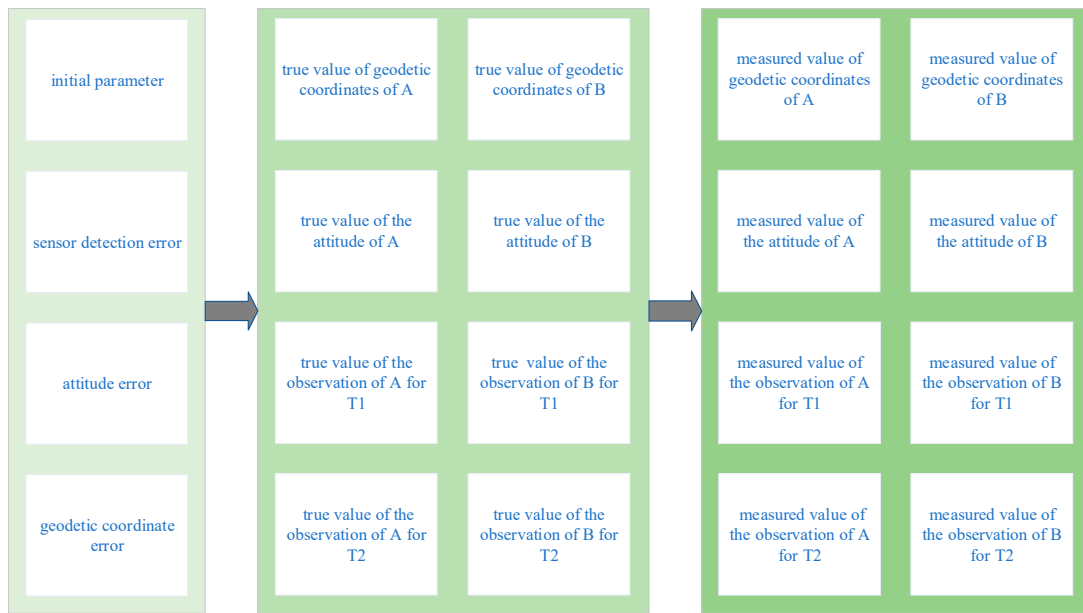 initial parameter
sensor detection error
attitude error
geodetic coordinate
error
true value of geodetic
coordinates of A
true value of geodetic
coordinates of B
true value of the
attitude of A
true value of the
attitude of B
true value of the
observation of A for
T1
true  value of the
observation of B for
T1
true value of the
observation of A for
T2
true value of the
observation of B for
T2
measured value of
geodetic coordinates
of A
measured value of
geodetic coordinates of
B
measured value of
the attitude of A
measured value of
the attitude of B
measured value of
the observation of A
for T1
measured value of
the observation of B
for T1
measured value of
the observation of A
for T2
measured value of
the observation of B
for T2